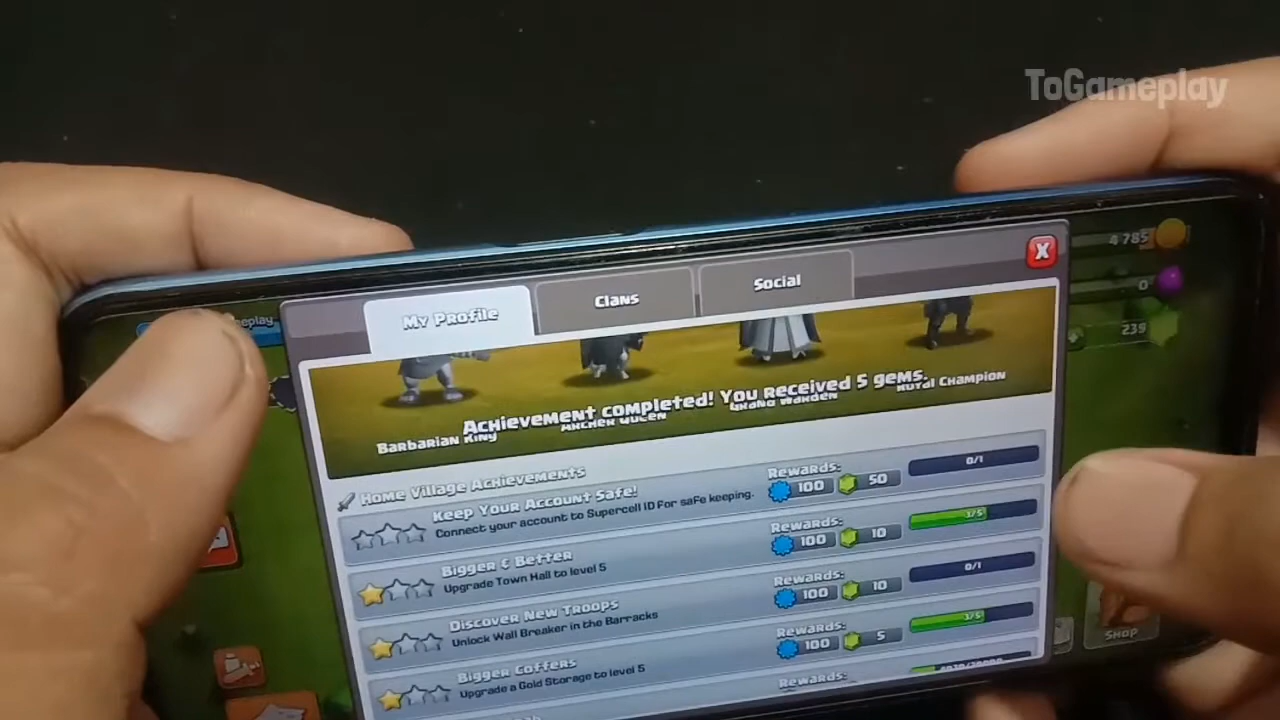 ToGameplay
eplay
4 785
0
239
My Profile
Clans
Social
X
Achievement completed! You received 5 gems.
Barbarian King
Archer Queen
Grand Warden
Royal Champion
Home Village Achievements
Keep Your Account Safe!
Connect your account to Supercell ID for safe keeping.
Rewards:
100 50
0/1
Bigger & Better
Upgrade Town Hall to level 5
Rewards:
100 10
3/5
Discover New Troops
Unlock Wall Breaker in the Barracks
Rewards:
100 10
0/1
Bigger Coffers
Upgrade a Gold Storage to level 5
Rewards:
100 5
3/5
Rewards:
Shop